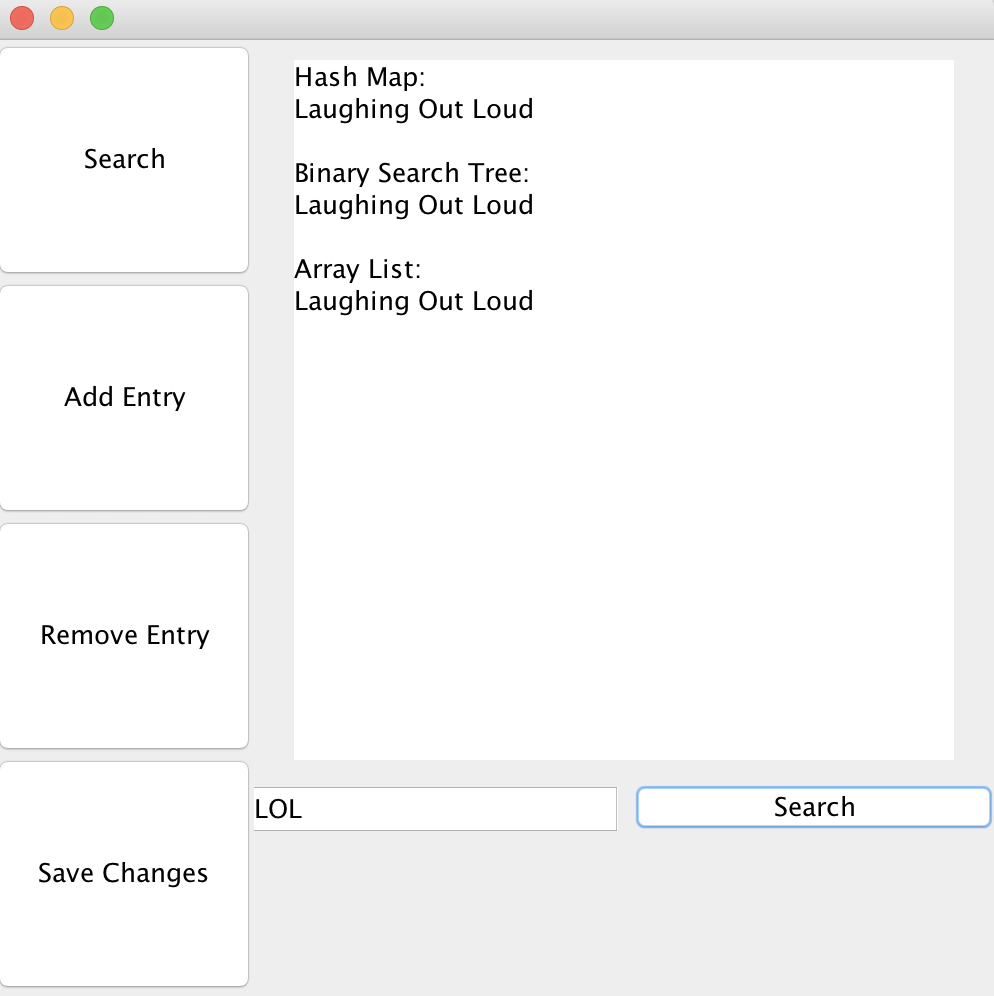 Search
Add Entry
Remove Entry
Save Changes
Hash Map:
Laughing Out Loud
Binary Search Tree:
Laughing Out Loud
Array List:
Laughing Out Loud
LOL
Search